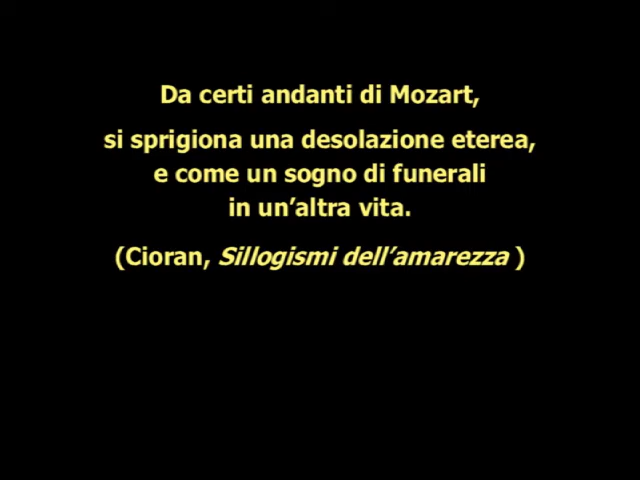 Da certi andanti di Mozart,
si sprigiona una desolazione eterea,
e come un sogno di funerali
in un’altra vita.
(Cioran, Sillogismi dell’amarezza )